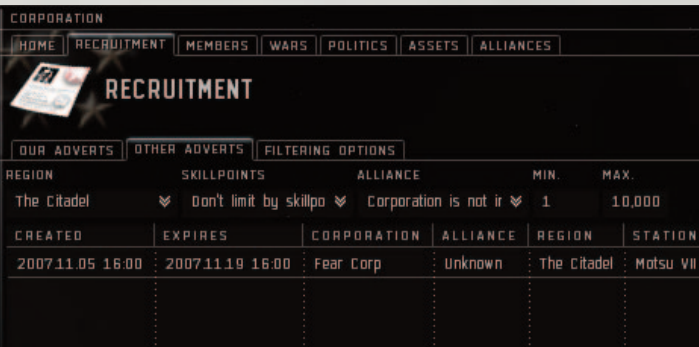 CORPORATION
HOME RECRUITMENT MEMBERS WARS POLITICS ASSETS ALLIANCES
RECRUITMENT
OUR ADVERTS OTHER ADVERTS FILTERING OPTIONS
REGION SKILLPOINTS ALLIANCE MIN. MAX.
The Citadel Don't limit by skillpo Corporation is not ir 1 10,000
CREATED EXPIRES CORPORATION ALLIANCE REGION STATION
2007.11.05 16:00 2007.11.19 16:00 Fear Corp Unknown The Citadel Motsu VII